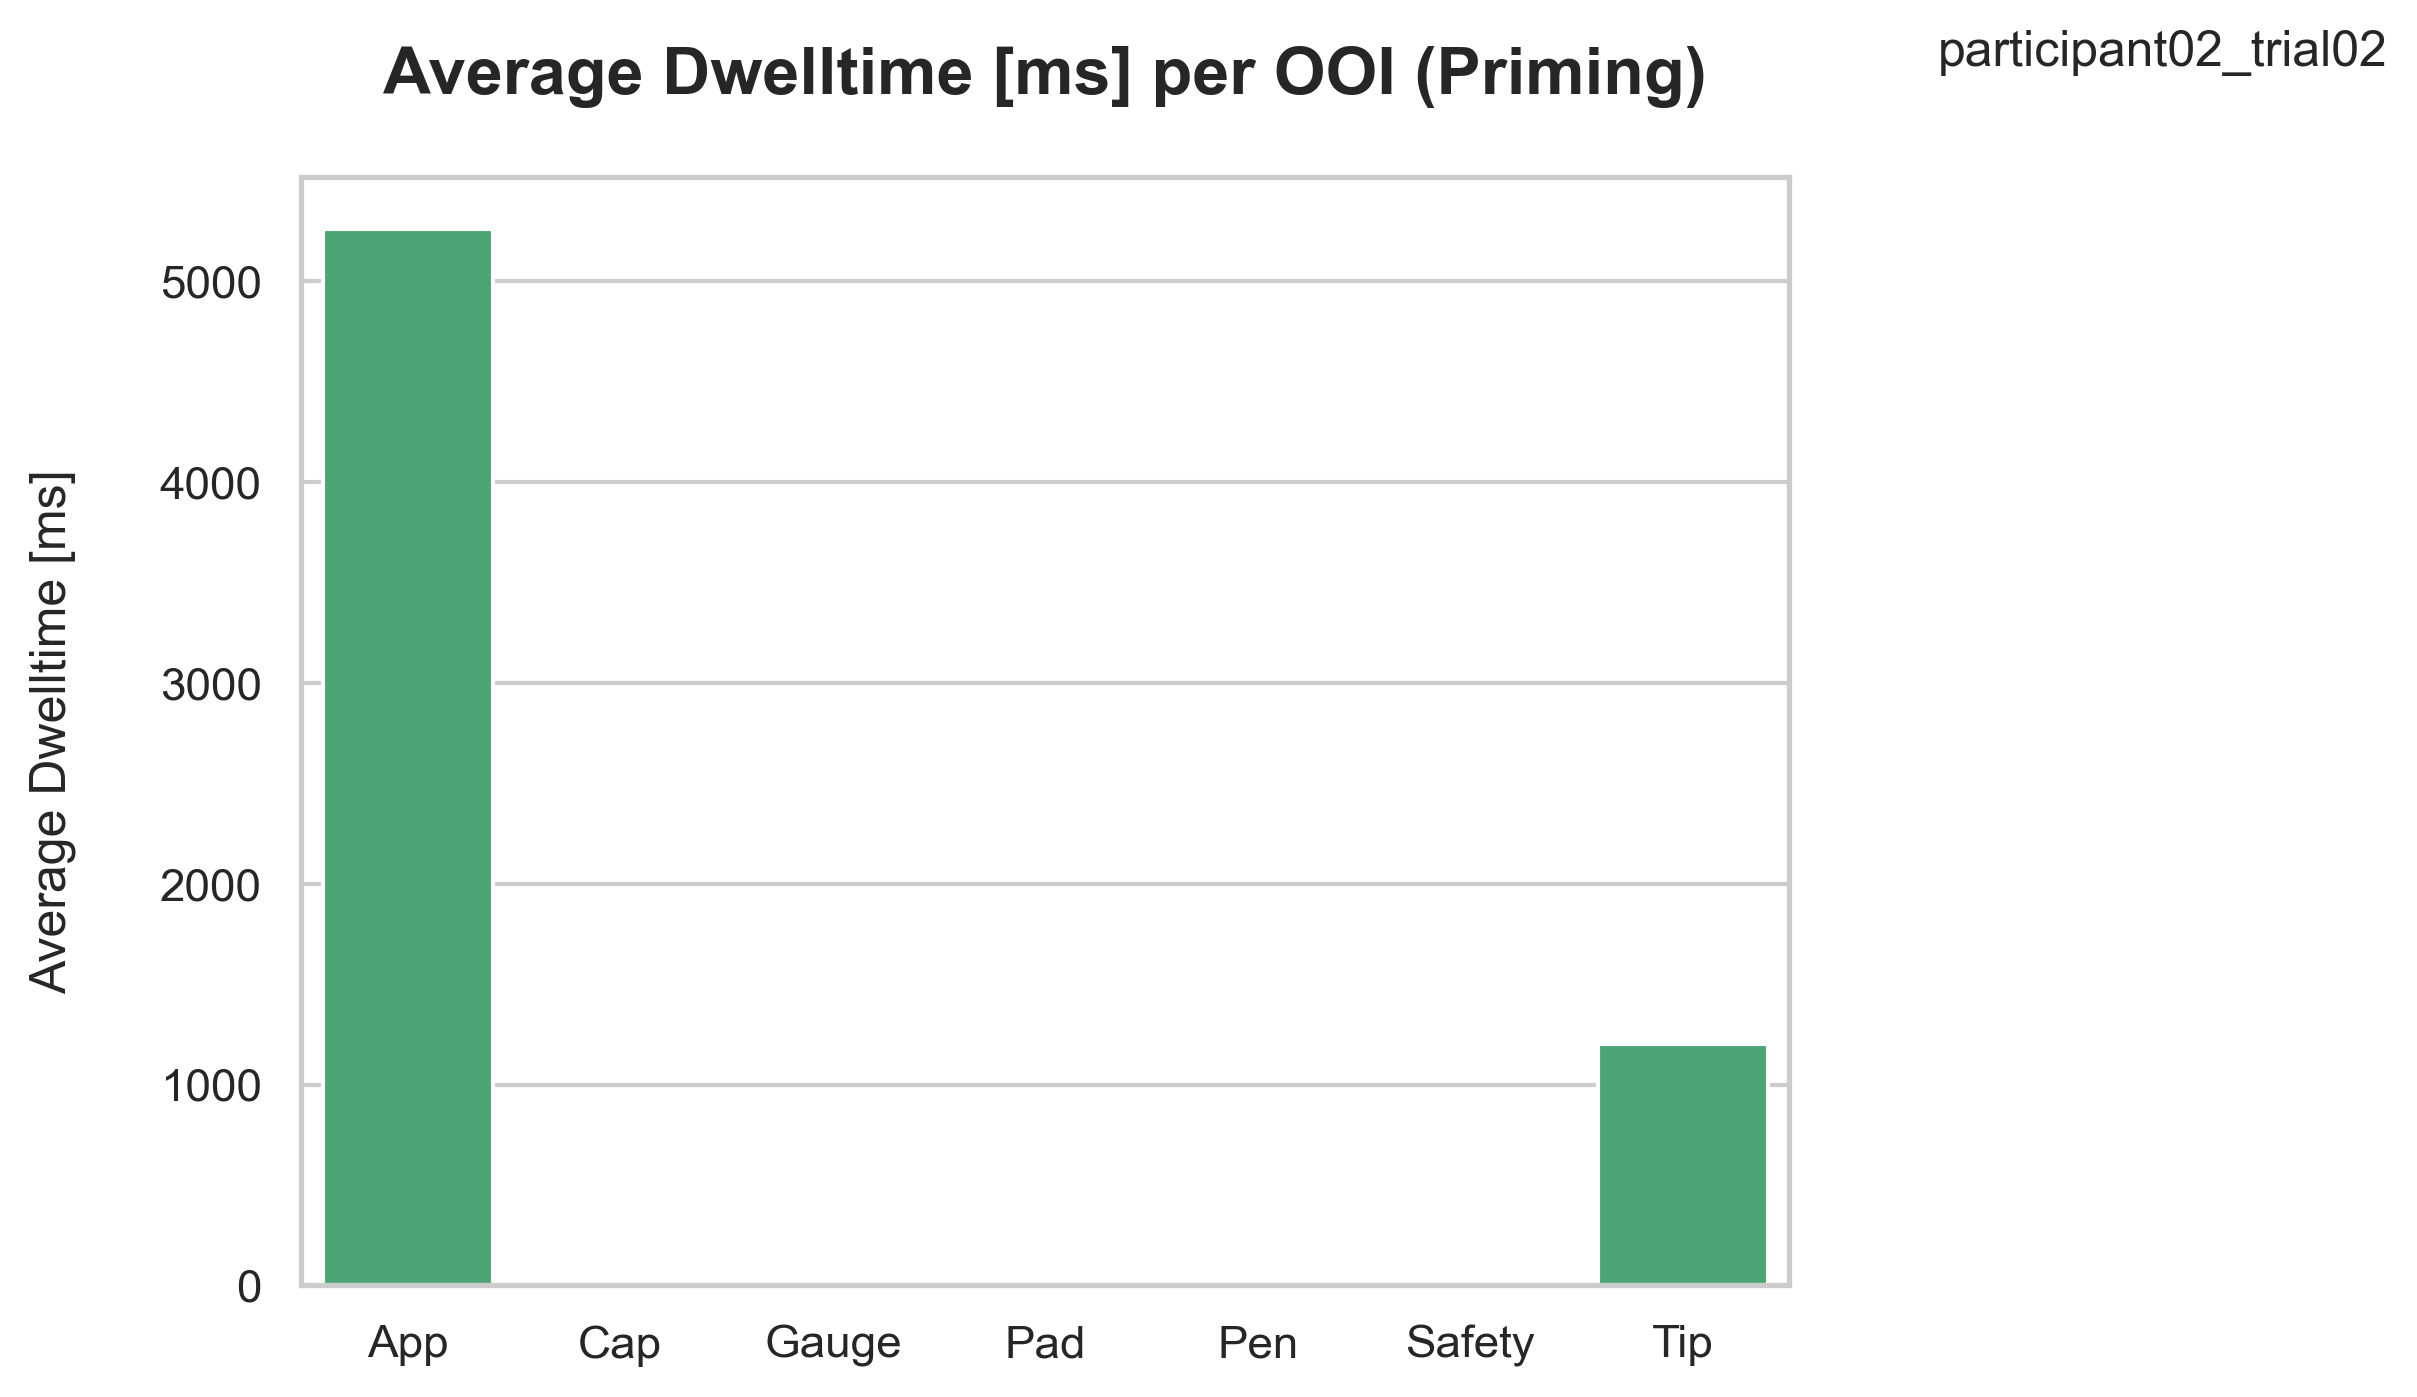 participant02_trial02
Average Dwelltime [ms] per OOI (Priming)
Average Dwelltime [ms]
5000
4000
3000
2000
1000
0
App Cap Gauge Pad Pen Safety Tip